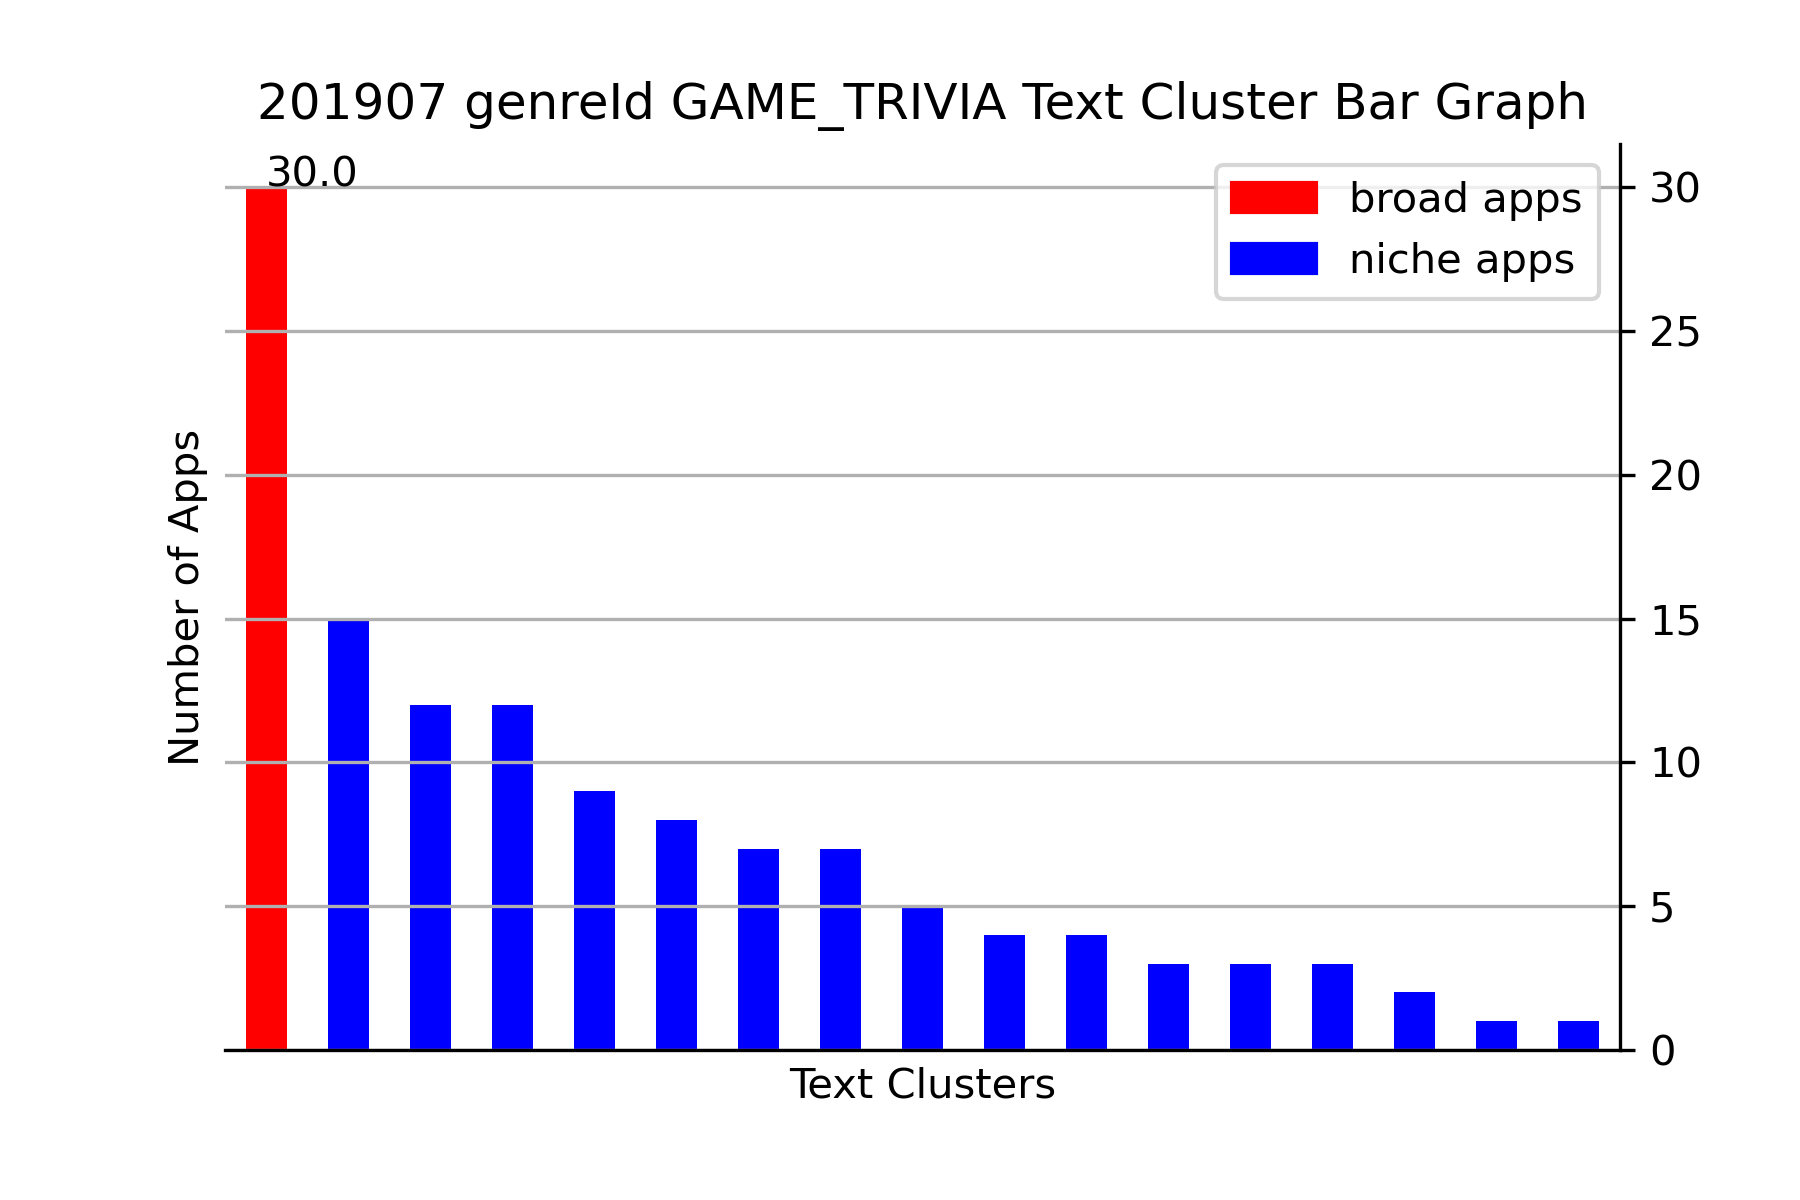 201907 genreId GAME_TRIVIA Text Cluster Bar Graph
30.0
broad apps
niche apps
30
25
20
15
10
5
0
Number of Apps
Text Clusters